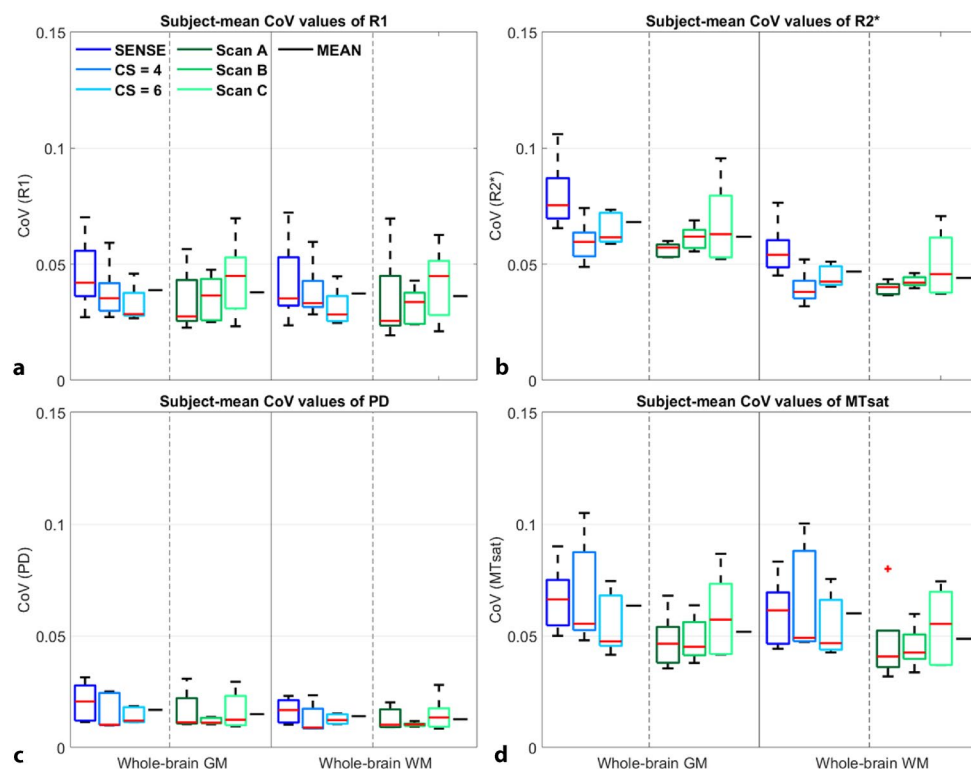 Subject-mean CoV values of R1
0.15
SENSE Scan A MEAN
CS = 4 Scan B
CS = 6 Scan C
0.1
CoV (R1)
0.05
0
a
Subject-mean CoV values of R2*
0.15
0.1
CoV (R2*)
0.05
0
b
Subject-mean CoV values of PD
0.15
0.1
CoV (PD)
0.05
0
c
Whole-brain GM Whole-brain WM
Subject-mean CoV values of MTsat
0.15
0.1
CoV (MTsat)
0.05
0
d
Whole-brain GM Whole-brain WM